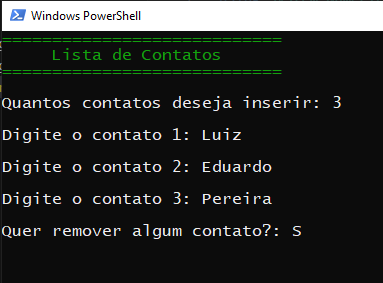 Windows PowerShell
============================
Lista de Contatos
============================
Quantos contatos deseja inserir: 3
Digite o contato 1: Luiz
Digite o contato 2: Eduardo
Digite o contato 3: Pereira
Quer remover algum contato?: S